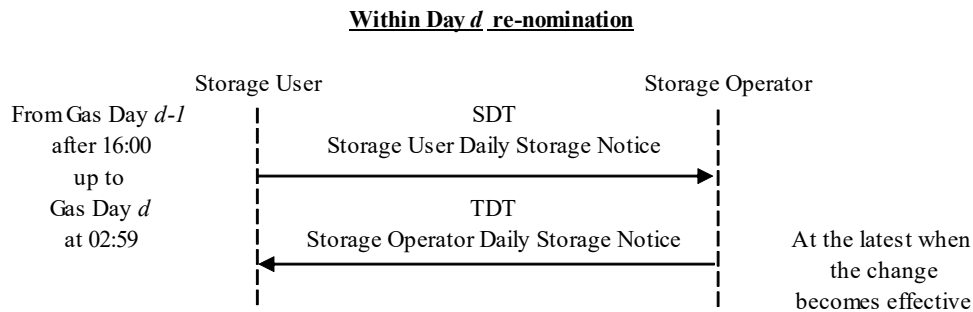 Within Day d re-nomination
Storage User
Storage Operator
From Gas Day d-1
after 16:00
up to
Gas Day d
at 02:59
SDT
Storage User Daily Storage Notice
TDT
Storage Operator Daily Storage Notice
At the latest when
the change
becomes effective